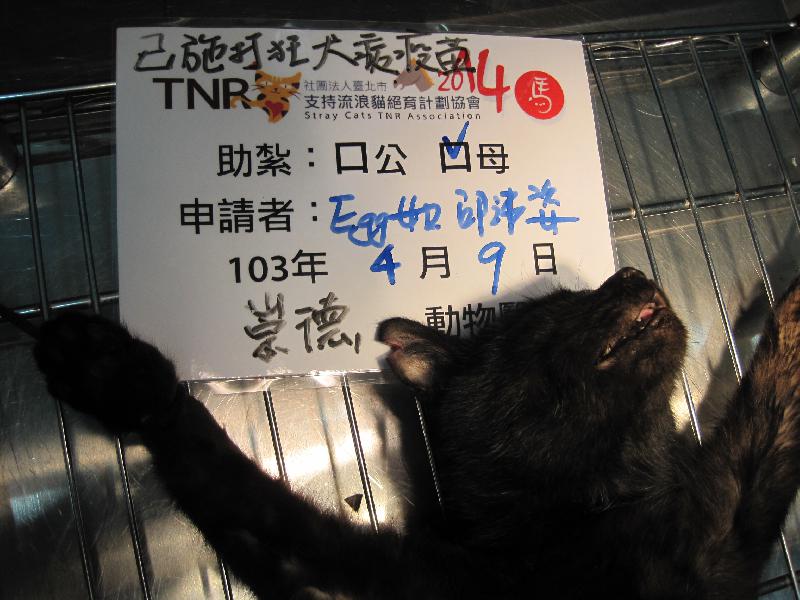 已施打狂犬病疫苗
TNR 社團法人臺北市 2014 馬
支持流浪貓絕育計劃協會
Stray Cats TNR Association
助紮：口公 口母
申請者：Egg如 邱沛姿
103年 4月 9日
崇德 動物醫